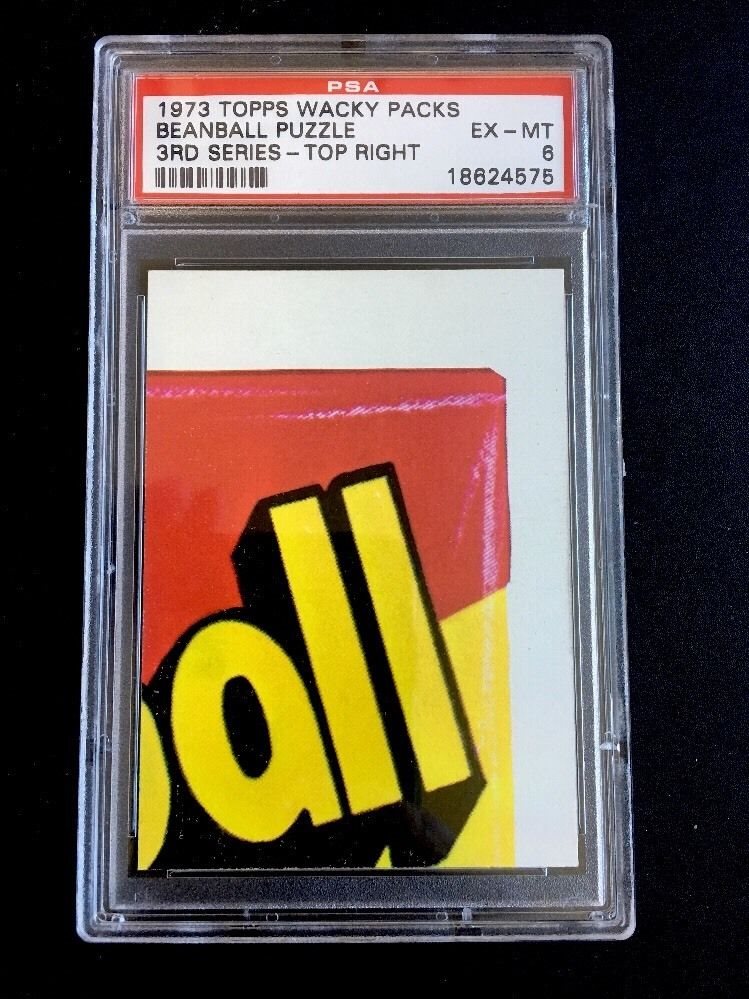 PSA
1973 TOPPS WACKY PACKS
BEANBALL PUZZLE EX - MT
3RD SERIES - TOP RIGHT 6
18624575
all